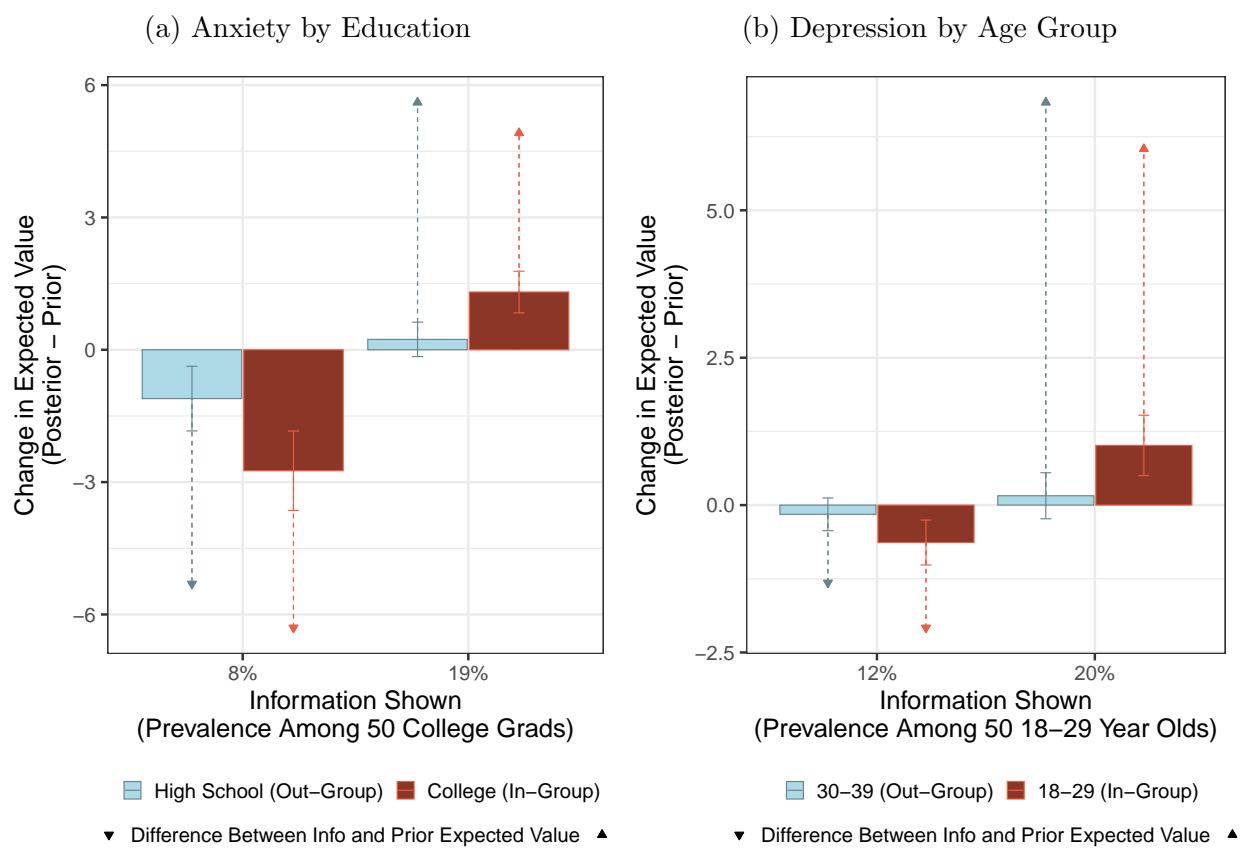 (a) Anxiety by Education
Change in Expected Value
(Posterior − Prior)
6
3
0
−3
−6
8%
19%
Information Shown
(Prevalence Among 50 College Grads)
High School (Out−Group)
College (In−Group)
Difference Between Info and Prior Expected Value
(b) Depression by Age Group
Change in Expected Value
(Posterior − Prior)
5.0
2.5
0.0
−2.5
12%
20%
Information Shown
(Prevalence Among 50 18−29 Year Olds)
30−39 (Out−Group)
18−29 (In−Group)
Difference Between Info and Prior Expected Value